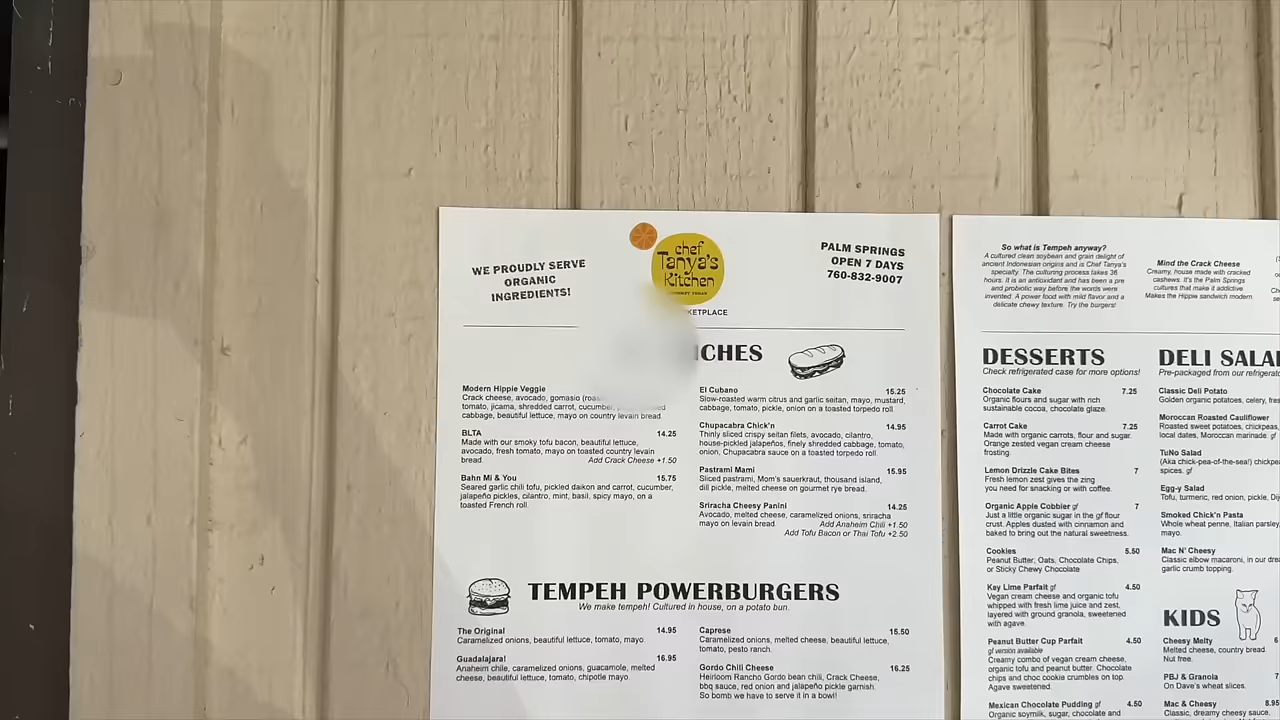 WE PROUDLY SERVE
ORGANIC
INGREDIENTS!
chef
Tanya's
Kitchen
PALM SPRINGS
OPEN 7 DAYS
760-832-9007
Modern Hippie Veggie
Crack cheese, avocado, gomasio
tomato, jicama, shredded carrot, cucumber,
cabbage, beautiful lettuce, mayo on country levain bread.
BLTA 14.25
Made with our smoky tofu bacon, beautiful lettuce,
avocado, fresh tomato, mayo on toasted country levain
bread. Add Crack Cheese +1.50
Bahn Mi & You 15.75
Seared garlic chili tofu, pickled daikon and carrot, cucumber,
jalapeño pickles, cilantro, mint, basil, spicy mayo, on a
toasted French roll.
El Cubano 15.25
Slow-roasted warm citrus and garlic seitan, mayo, mustard,
cabbage, tomato, pickle, onion on a toasted torpedo roll.
Chupacabra Chick'n 14.95
Thinly sliced crispy seitan filets, avocado, cilantro,
house-pickled jalapeños, finely shredded cabbage, tomato,
onion, Chupacabra sauce on a toasted torpedo roll.
Pastrami Mami 15.95
Sliced pastrami, Mom's sauerkraut, thousand island,
dill pickle, melted cheese on gourmet rye bread.
Sriracha Cheesy Panini 14.25
Avocado, melted cheese, caramelized onions, sriracha
mayo on levain bread. Add Anaheim Chili +1.50
Add Tofu Bacon or Thai Tofu +2.50
TEMPEH POWERBURGERS
We make tempeh! Cultured in house, on a potato bun.
The Original 14.95
Caramelized onions, beautiful lettuce, tomato, mayo.
Guadalajara! 16.95
Anaheim chile, caramelized onions, guacamole, melted
cheese, beautiful lettuce, tomato, chipotle mayo.
Caprese 15.50
Caramelized onions, melted cheese, beautiful lettuce,
tomato, pesto ranch.
Gordo Chili Cheese 16.25
Heirloom Rancho Gordo bean chili, Crack Cheese,
bbq sauce, red onion and jalapeño pickle garnish.
So bomb we have to serve it in a bowl!
So what is Tempeh anyway?
A cultured clean soybean and grain delight of
ancient Indonesian origins and is Chef Tanya's
specialty. The culturing process takes 36
hours. It is an antioxidant and has been a pre
and probiotic way before the words were
invented. A power food with mild flavor and a
delicate chewy texture. Try the burgers!
Mind the Crack Cheese
Creamy, house made with cracked
cashews. It's the Palm Springs
cultures that make it addictive.
Makes the Hippie sandwich modern.
DESSERTS
Check refrigerated case for more options!
Chocolate Cake 7.25
Organic flours and sugar with rich
sustainable cocoa, chocolate glaze.
Carrot Cake 7.25
Made with organic carrots, flour and sugar.
Orange zested vegan cream cheese
frosting.
Lemon Drizzle Cake Bites 7
Fresh lemon zest gives the zing
you need for snacking or with coffee.
Organic Apple Cobbler gf 7
Just a little organic sugar in the gf flour
crust. Apples dusted with cinnamon and
baked to bring out the natural sweetness.
Cookies 5.50
Peanut Butter, Oats, Chocolate Chips,
or Sticky Chewy Chocolate
Key Lime Parfait gf 4.50
Vegan cream cheese and organic tofu
whipped with fresh lime juice and zest,
layered with ground granola, sweetened
with agave.
Peanut Butter Cup Parfait 4.50
gf version available
Creamy combo of vegan cream cheese,
organic tofu and peanut butter. Chocolate
chips and choc cookie crumbles on top.
Agave sweetened.
Mexican Chocolate Pudding gf 4.50
Organic soymilk, sugar, chocolate and
DELI
Pre-packaged from our
Classic Deli Potato
Golden organic potatoes, celery,
Moroccan Roasted Cauliflower
Roasted sweet potatoes, chickpeas,
local dates, Moroccan marinade gf
TuNo Salad
(Aka chick-pea-of-the-sea!)
spices. gf
Egg-y Salad
Tofu, turmeric, red onion, pickle,
Smoked Chick'n Pasta
Whole wheat penne, Italian parsley,
mayo.
Mac N' Cheesy
Classic elbow macaroni, in our
garlic crumb topping.
KIDS
Cheesy Melty
Melted cheese, country bread.
Nut free.
PBJ & Granola
On Dave's wheat slices.
Mac & Cheesy
Classic, dreamy cheesy sauce.